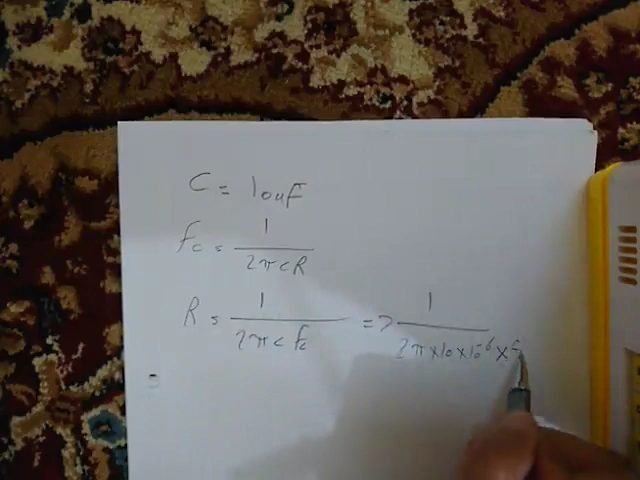 C = 10uF
fc = 1 / 2πCR
R = 1 / 2πC fc => 1 / 2π×10×10^-6×